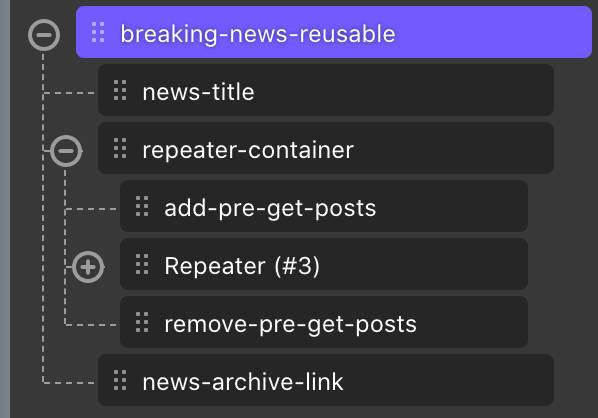 breaking-news-reusable
news-title
repeater-container
add-pre-get-posts
Repeater (#3)
remove-pre-get-posts
news-archive-link